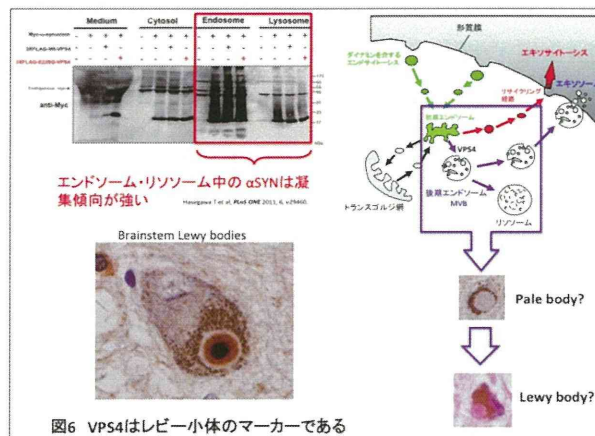 Medium
Cytosol
Endosome
Lysosome
anti-Myc
エンドソーム・リソソーム中の αSYNは凝
集傾向が強い
Hasegawa T et al, PLoS ONE 2011, 6, e29460.
Brainstem Lewy bodies
形質膜
ダイナミンを介する
エンドサイトーシス
エキソサイトーシス
エキソソーム
リサイクリング
経路
初期エンドソーム
VPS4
トランスゴルジ網
後期エンドソーム
MVB
リソソーム
Pale body?
Lewy body?
図6 VPS4はレビー小体のマーカーである